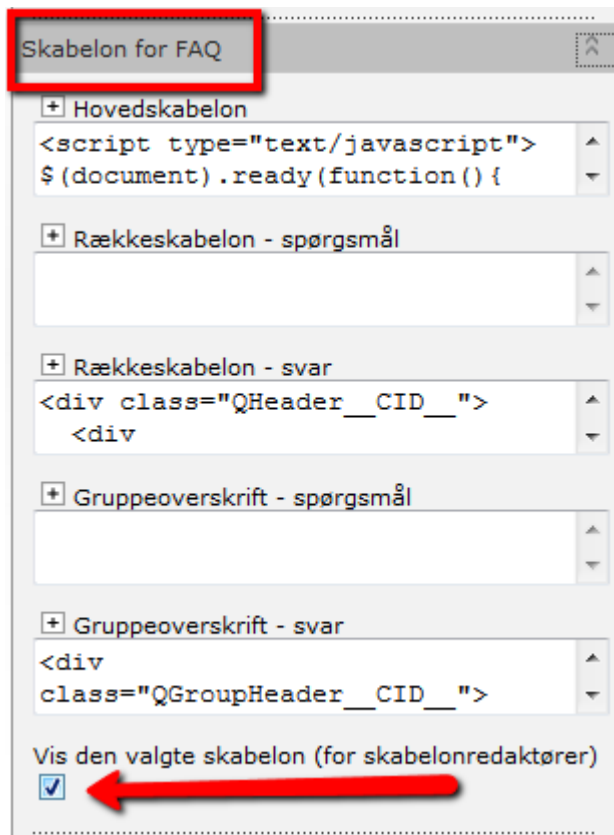 Skabelon for FAQ
Hovedskabelon
<script type="text/javascript">
$(document).ready(function(){
Rækkeskabelon - spørgsmål
Rækkeskabelon - svar
<div class="QHeader__CID__">
<div
Gruppeoverskrift - spørgsmål
Gruppeoverskrift - svar
<div
class="QGroupHeader__CID__">
Vis den valgte skabelon (for skabelonredaktører)